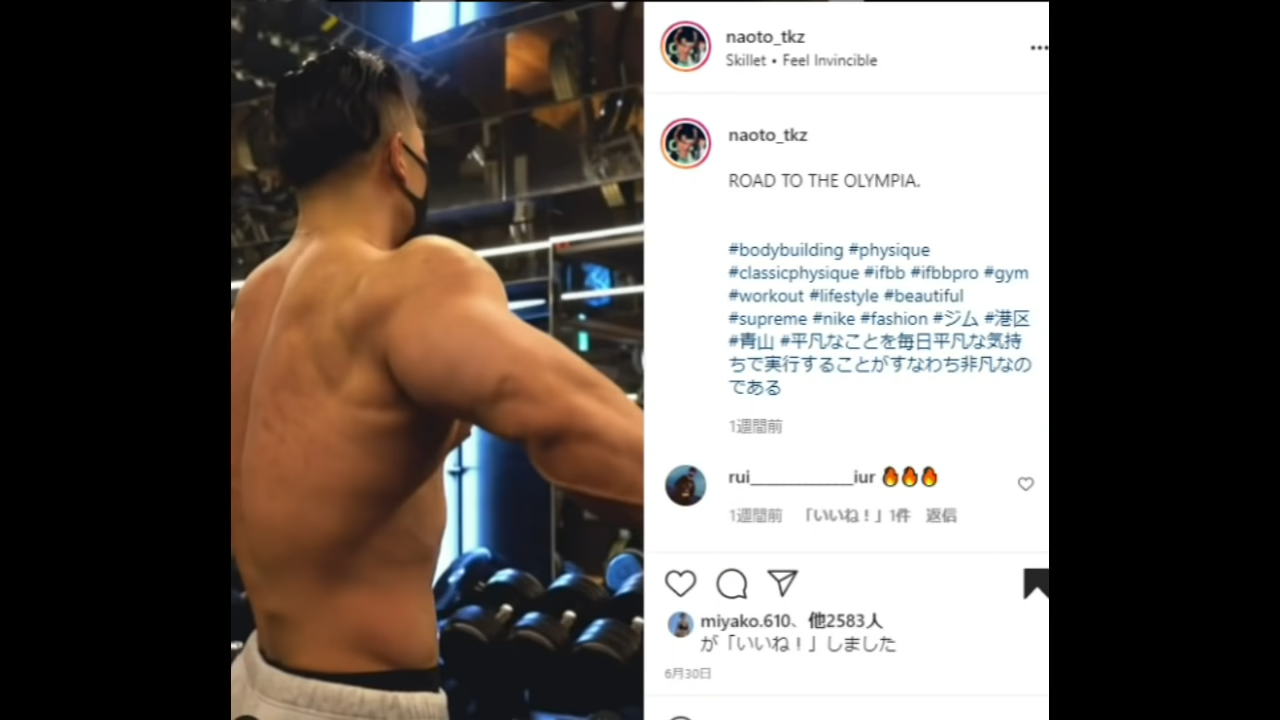 naoto_tkz
Skillet • Feel Invincible
naoto_tkz
ROAD TO THE OLYMPIA.
#bodybuilding #physique
#classicphysique #ifbb #ifbbpro #gym
#workout #lifestyle #beautiful
#supreme #nike #fashion #ジム #港区
#青山 #平凡なことを毎日平凡な気持
ちで実行することがすなわち非凡なの
である
1週間前
rui______________iur 🔥🔥🔥
1週間前 「いいね!」1件 返信
miyako.610、他2583人
が「いいね!」しました
6月30日